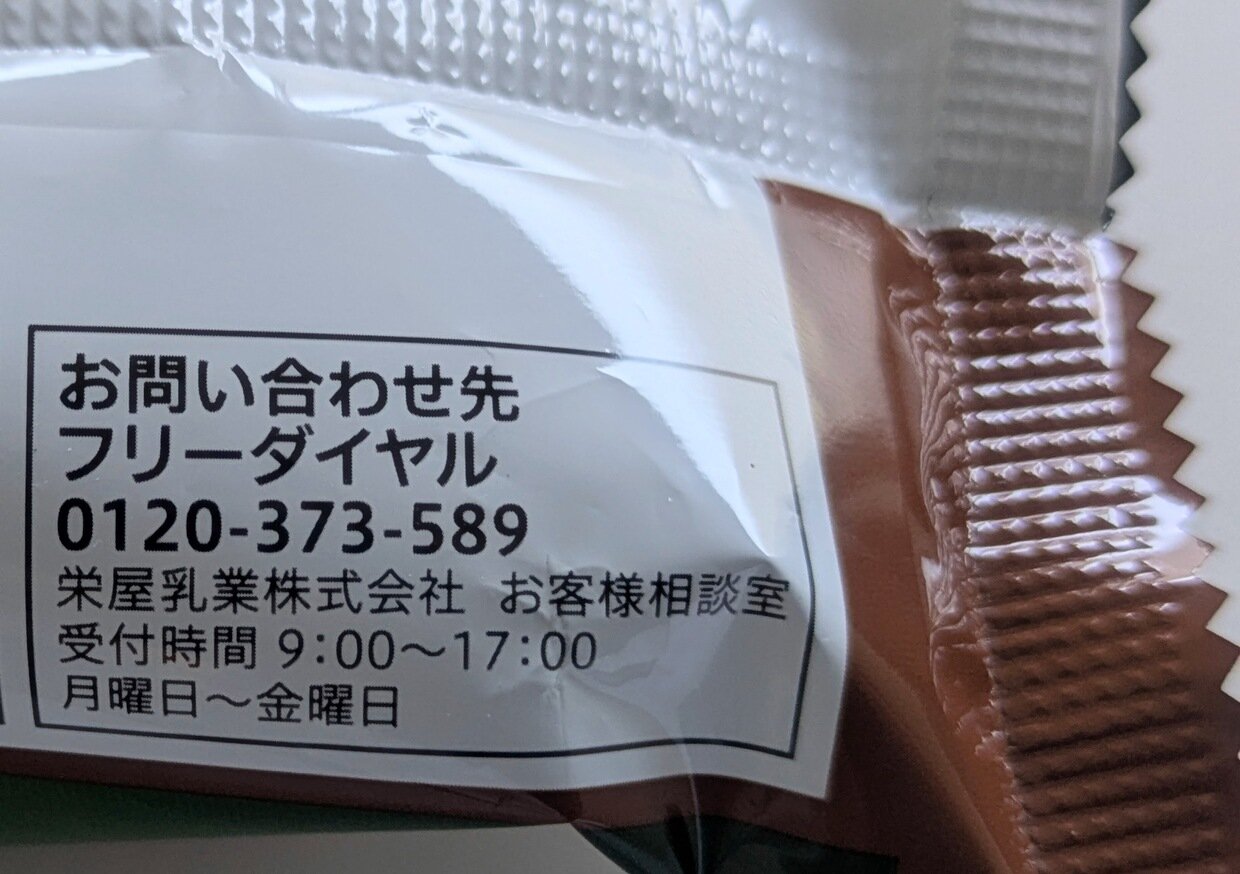 お問い合わせ先
フリーダイヤル
0120-373-589
栄屋乳業株式会社 お客様相談室
受付時間 9:00～17:00
月曜日～金曜日